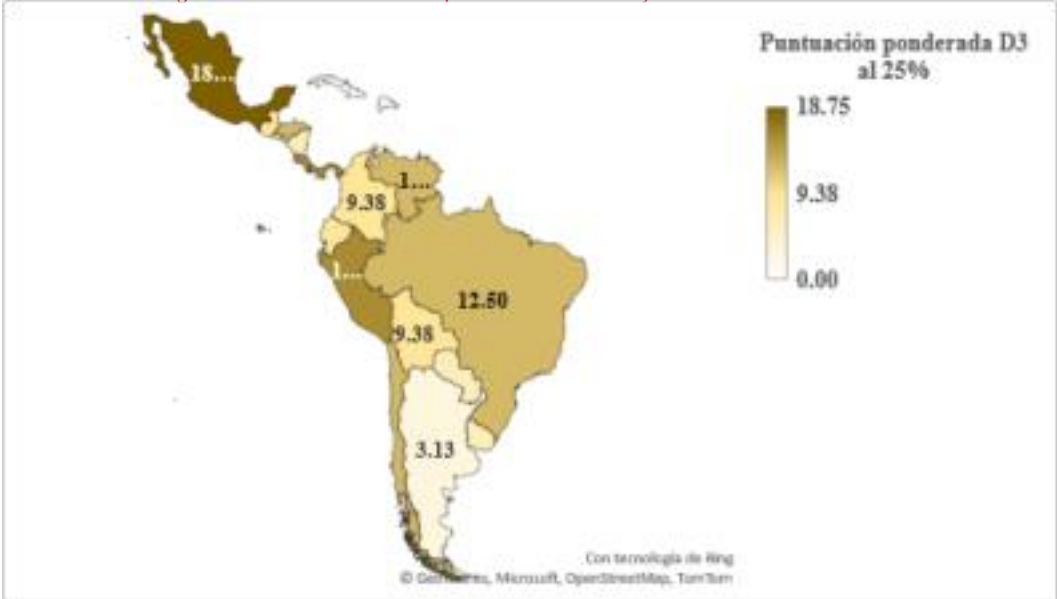 Puntuación ponderada D3
al 25%
18.75
9.38
0.00
18...
1...
9.38
1...
12.50
9.38
3.13
Con tecnología de Bing
Microsoft, OpenStreetMap, TomTom